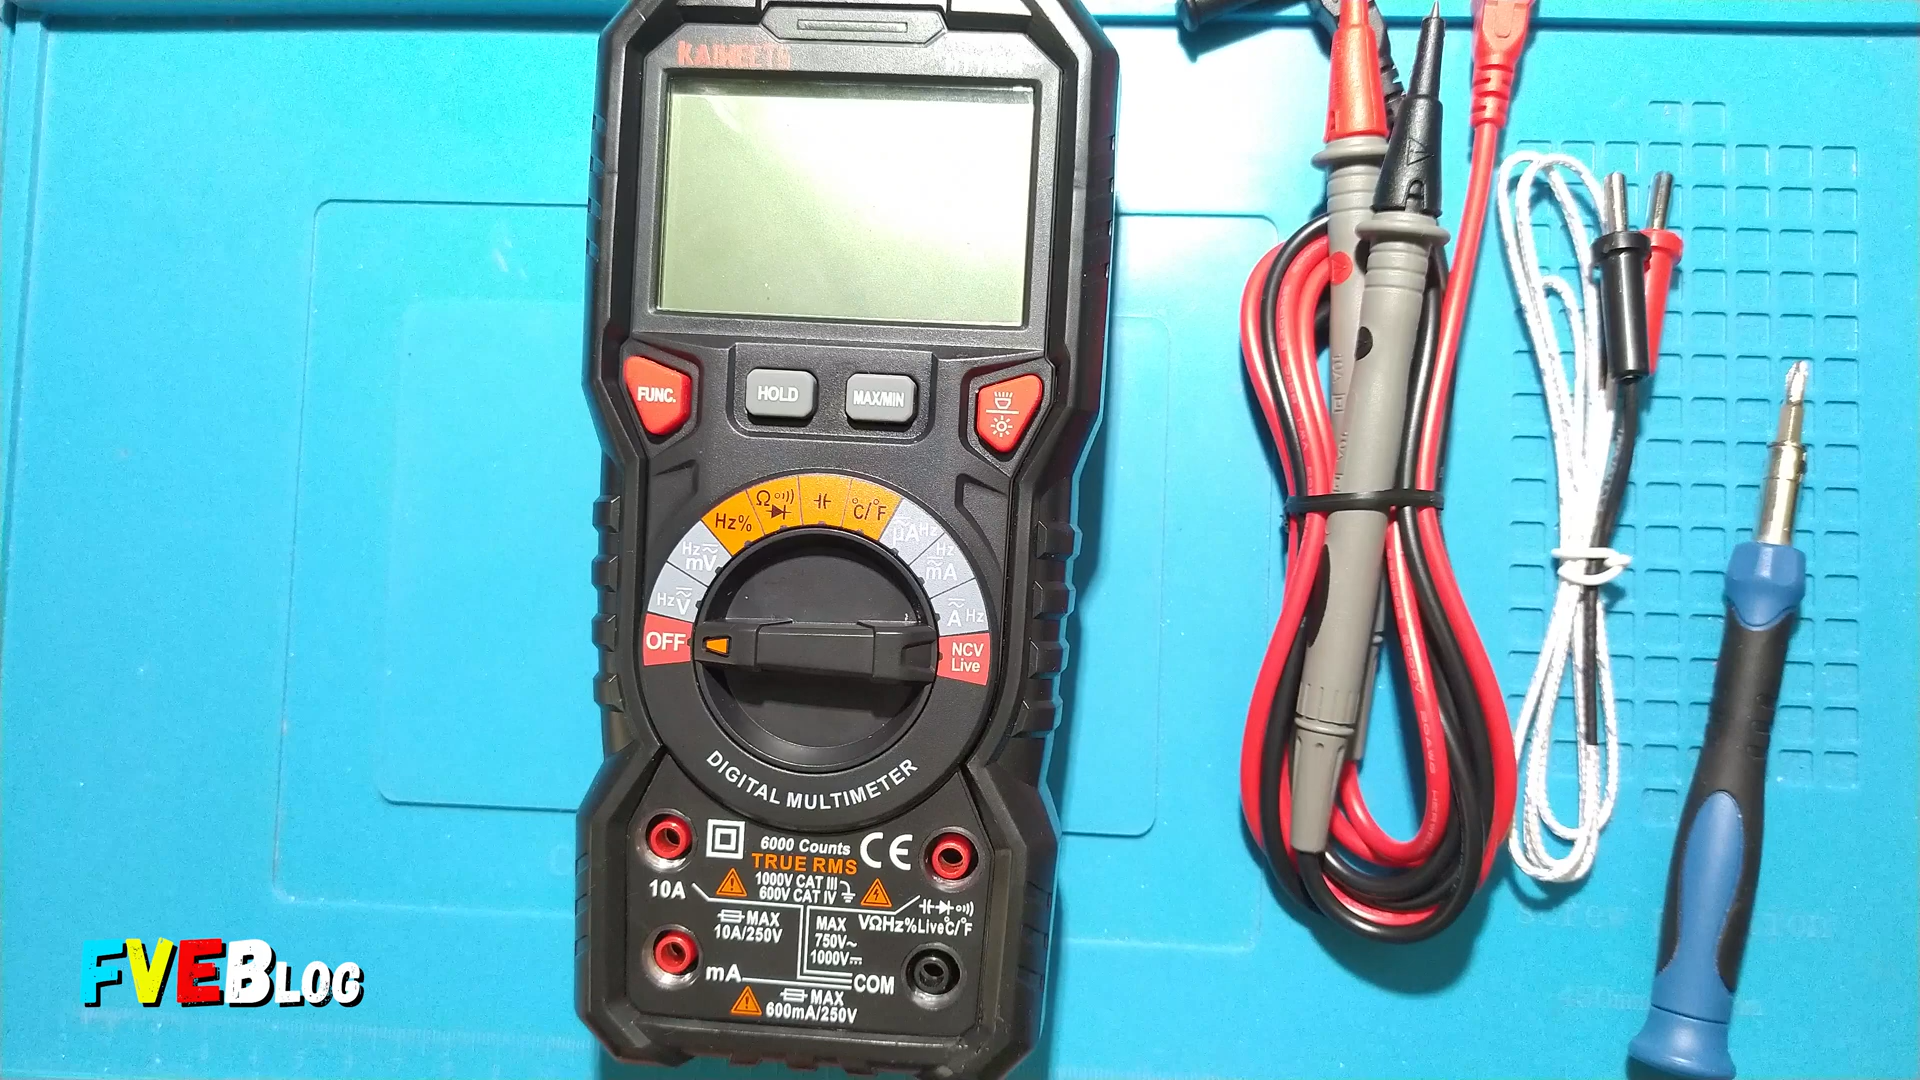 KAIWEETS
FUNC.
HOLD
MAX/MIN
Hz%
Ω
°C/°F
µA Hz
Hz mA
A Hz
Hz mV
Hz V
OFF
NCV
Live
DIGITAL MULTIMETER
6000 Counts
TRUE RMS
CE
1000V CAT III
600V CAT IV
10A
MAX
10A/250V
MAX
750V~
1000V⎓
VΩHz%Live°C/°F
mA
COM
MAX
600mA/250V
FVEBLOG